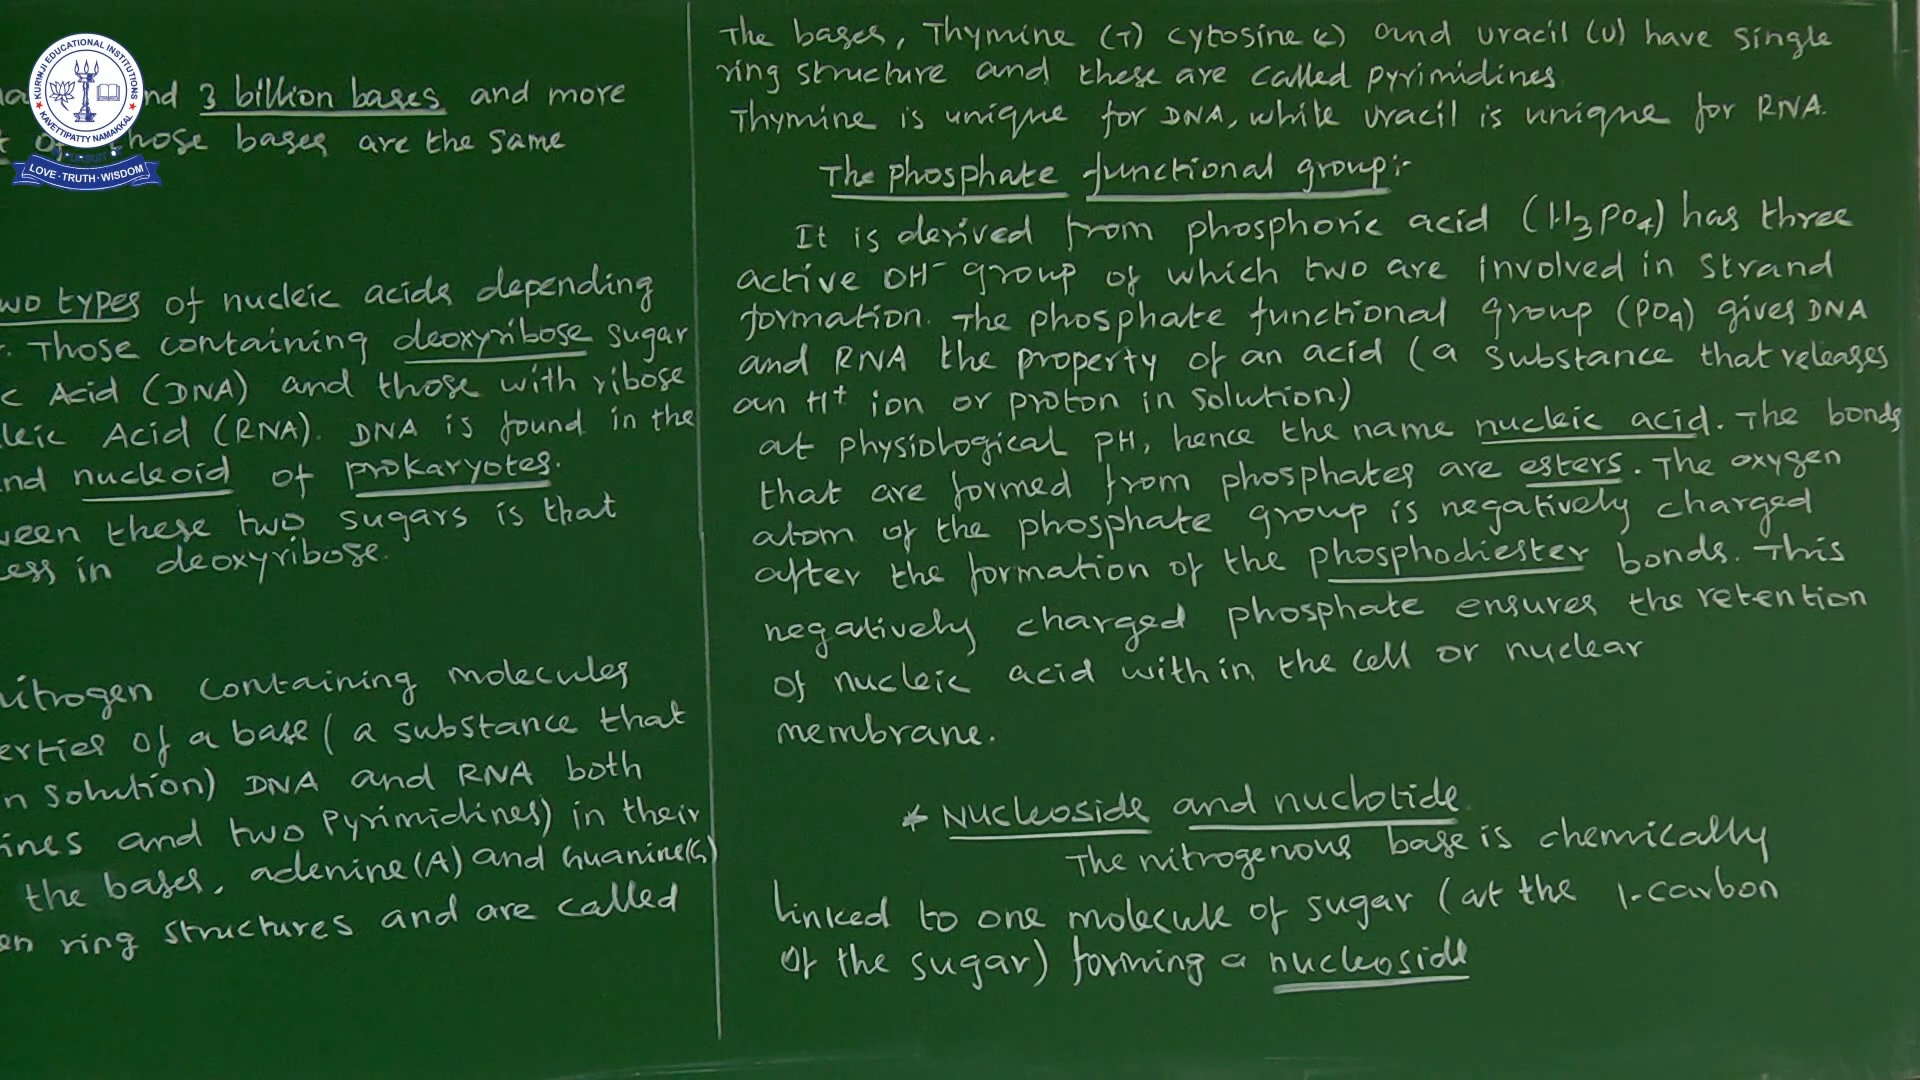 KURINJI EDUCATIONAL INSTITUTIONS
KAVETTIPATTY NAMAKKAL
LOVE · TRUTH · WISDOM
nd 3 billion bases and more
those bases are the same
wo types of nucleic acids depending
. Those containing deoxyribose sugar
c Acid (DNA) and those with ribose
leic Acid (RNA). DNA is found in the
nd nucleoid of prokaryotes.
ween these two sugars is that
ess in deoxyribose.
nitrogen containing molecules
erties of a base ( a substance that
n solution) DNA and RNA both
ines and two Pyrimidines) in their
the bases, adenine (A) and Guanine (G)
en ring structures and are called
The bases, Thymine (T) cytosine (c) and uracil (U) have single
ring structure and these are called pyrimidines
Thymine is unique for DNA, while uracil is unique for RNA.
The Phosphate functional group:-
It is derived from phosphoric acid (H3PO4) has three
active OH- group of which two are involved in strand
formation. The phosphate functional group (PO4) gives DNA
and RNA the property of an acid (a substance that releases
an H+ ion or proton in solution.)
at physiological PH, hence the name nucleic acid. The bonds
that are formed from phosphates are esters. The oxygen
atom of the phosphate group is negatively charged
after the formation of the phosphodiester bonds. This
negatively charged phosphate ensures the retention
of nucleic acid within the cell or nuclear
membrane.
* Nucleoside and nuclotide
The nitrogenous base is chemically
linked to one molecule of sugar (at the 1-carbon
of the sugar) forming a nucleoside